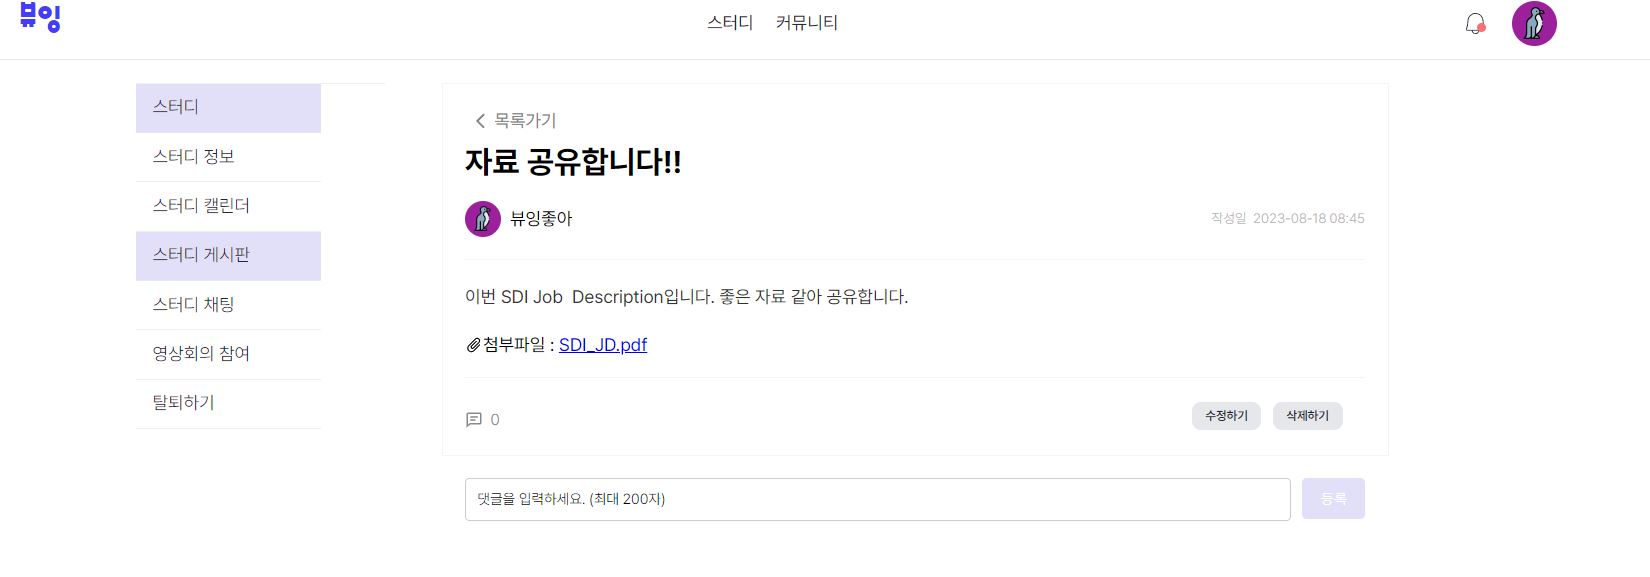 뷰잉
스터디 커뮤니티
스터디
스터디 정보
스터디 캘린더
스터디 게시판
스터디 채팅
영상회의 참여
탈퇴하기
목록가기
자료 공유합니다!!
뷰잉좋아
작성일 2023-08-18 08:45
이번 SDI Job  Description입니다. 좋은 자료 같아 공유합니다.
첨부파일 : SDI_JD.pdf
0
수정하기 삭제하기
댓글을 입력하세요. (최대 200자)
등록